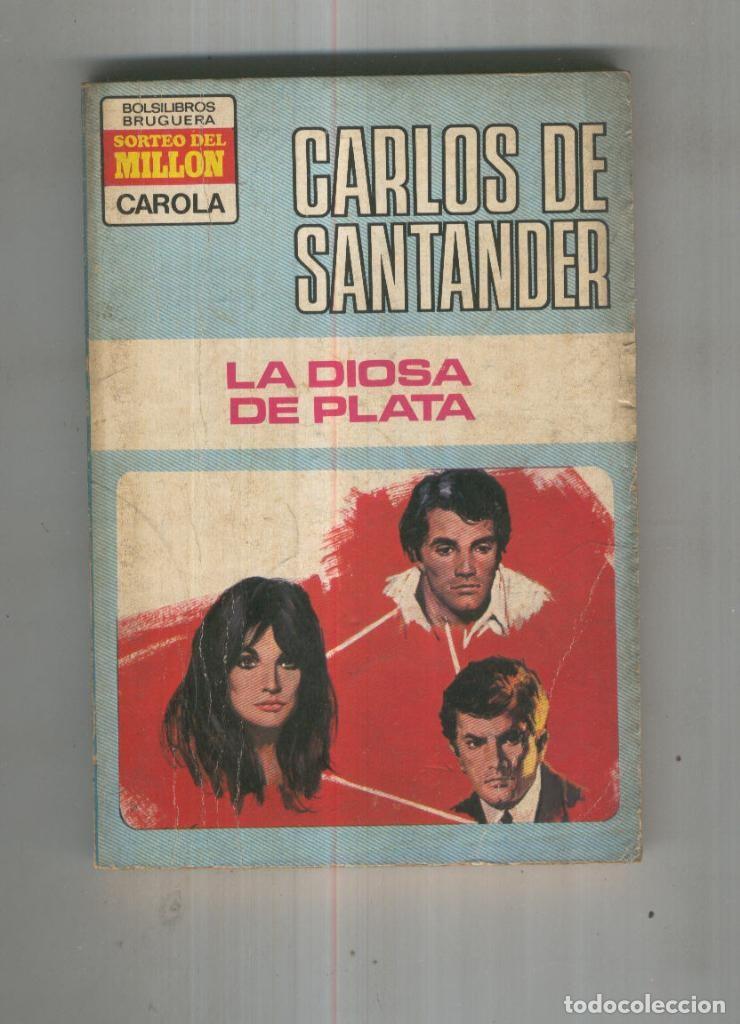 BOLSILIBROS
BRUGUERA
SORTEO DEL
MILLON
CAROLA
CARLOS DE
SANTANDER
LA DIOSA
DE PLATA
todocoleccion